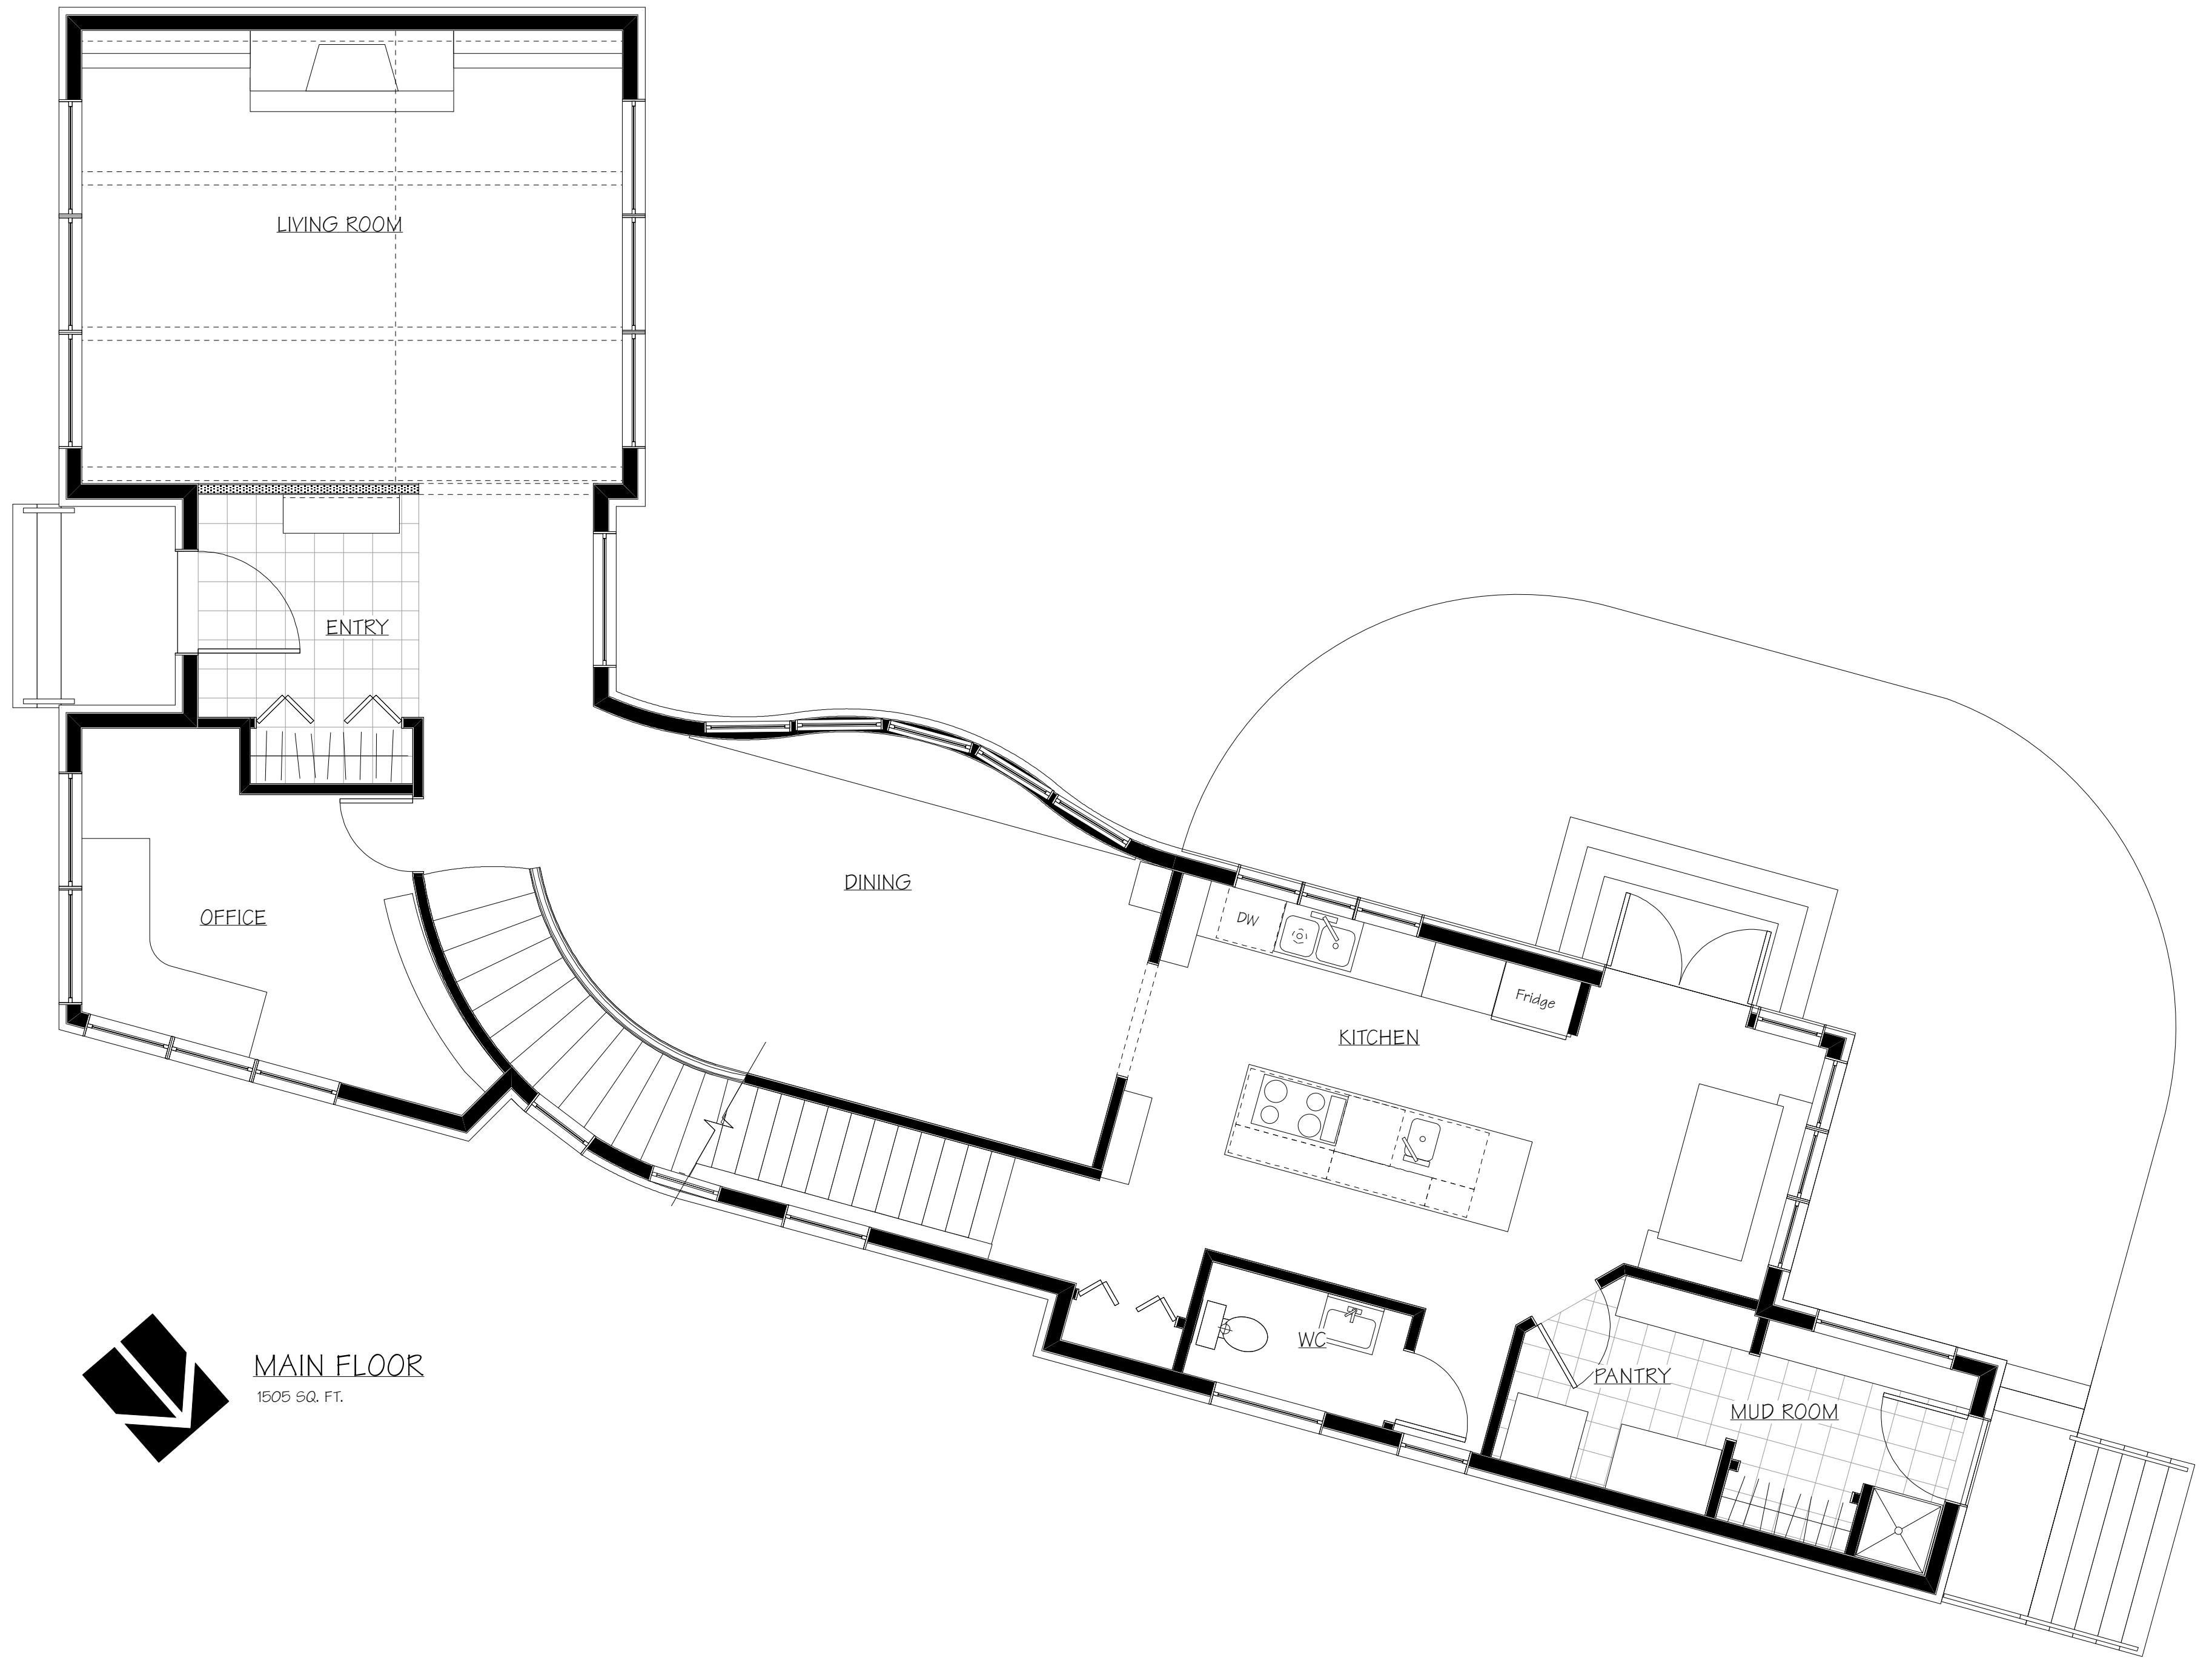 LIVING ROOM
ENTRY
DINING
OFFICE
DW
Fridge
KITCHEN
WC
PANTRY
MUD ROOM
MAIN FLOOR
1505 SQ. FT.